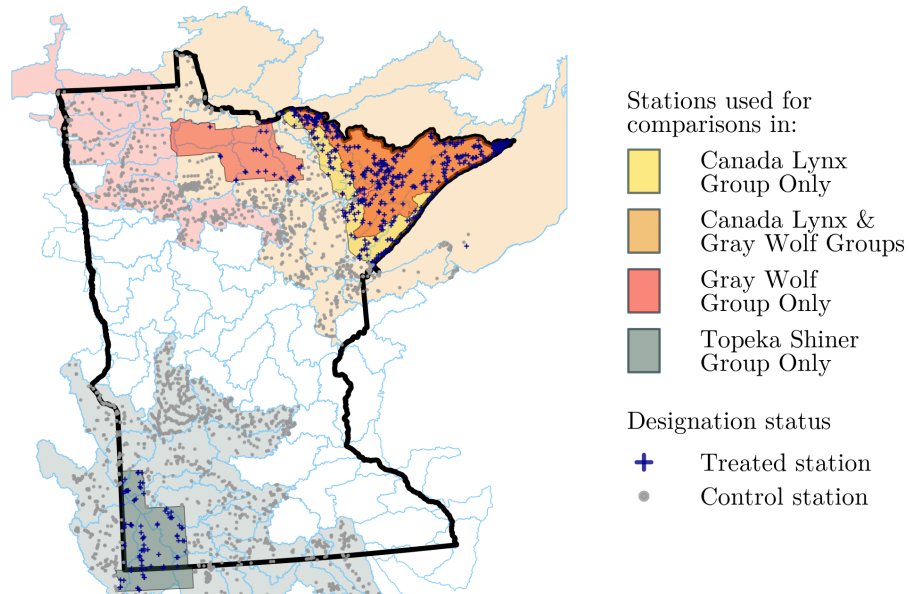 Stations used for
comparisons in:
Canada Lynx
Group Only
Canada Lynx &
Gray Wolf Groups
Gray Wolf
Group Only
Topeka Shiner
Group Only
Designation status
Treated station
Control station